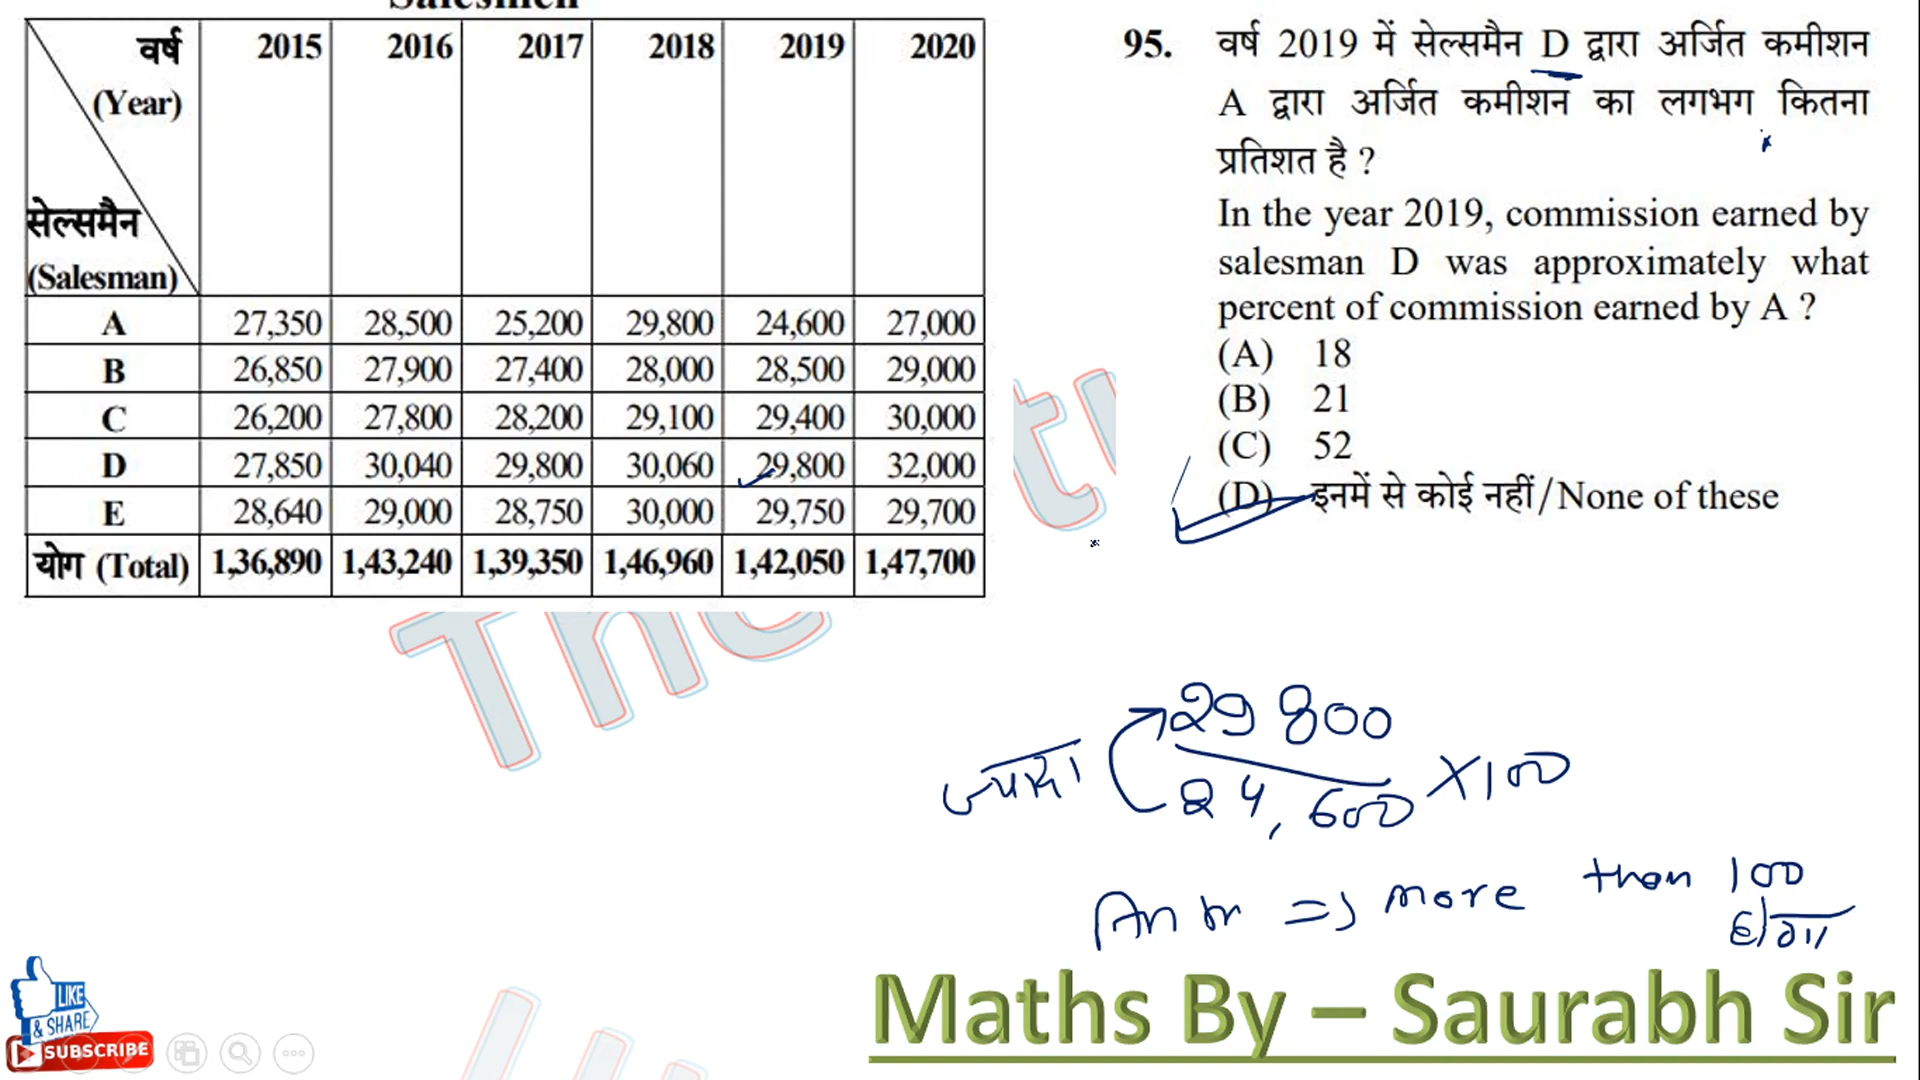 Salesmen
वर्ष 2015 2016 2017 2018 2019 2020
(Year)
सेल्समैन
(Salesman)
A 27,350 28,500 25,200 29,800 24,600 27,000
B 26,850 27,900 27,400 28,000 28,500 29,000
C 26,200 27,800 28,200 29,100 29,400 30,000
D 27,850 30,040 29,800 30,060 29,800 32,000
E 28,640 29,000 28,750 30,000 29,750 29,700
योग (Total) 1,36,890 1,43,240 1,39,350 1,46,960 1,42,050 1,47,700
95. वर्ष 2019 में सेल्समैन D द्वारा अर्जित कमीशन
A द्वारा अर्जित कमीशन का लगभग कितना
प्रतिशत है ?
In the year 2019, commission earned by
salesman D was approximately what
percent of commission earned by A ?
(A) 18
(B) 21
(C) 52
(D) इनमें से कोई नहीं/None of these
29800
24,600 ×100
more than 100
The
Maths By – Saurabh Sir
LIKE
& SHARE
SUBSCRIBE